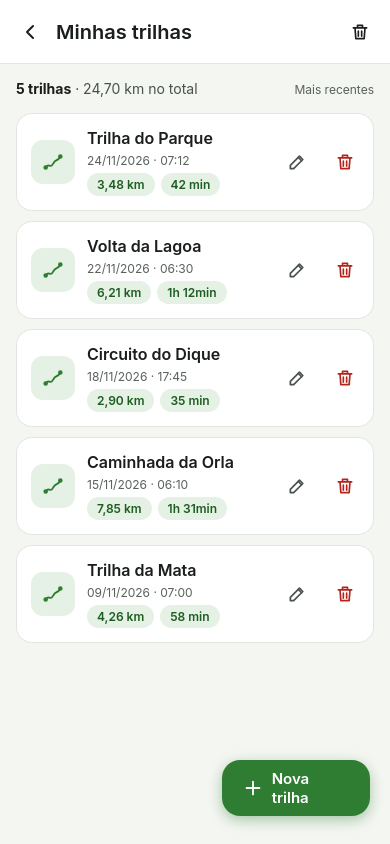 Minhas trilhas
5 trilhas · 24,70 km no total
Mais recentes
Trilha do Parque
24/11/2026 · 07:12
3,48 km 42 min
Volta da Lagoa
22/11/2026 · 06:30
6,21 km 1h 12min
Circuito do Dique
18/11/2026 · 17:45
2,90 km 35 min
Caminhada da Orla
15/11/2026 · 06:10
7,85 km 1h 31min
Trilha da Mata
09/11/2026 · 07:00
4,26 km 58 min
Nova
trilha